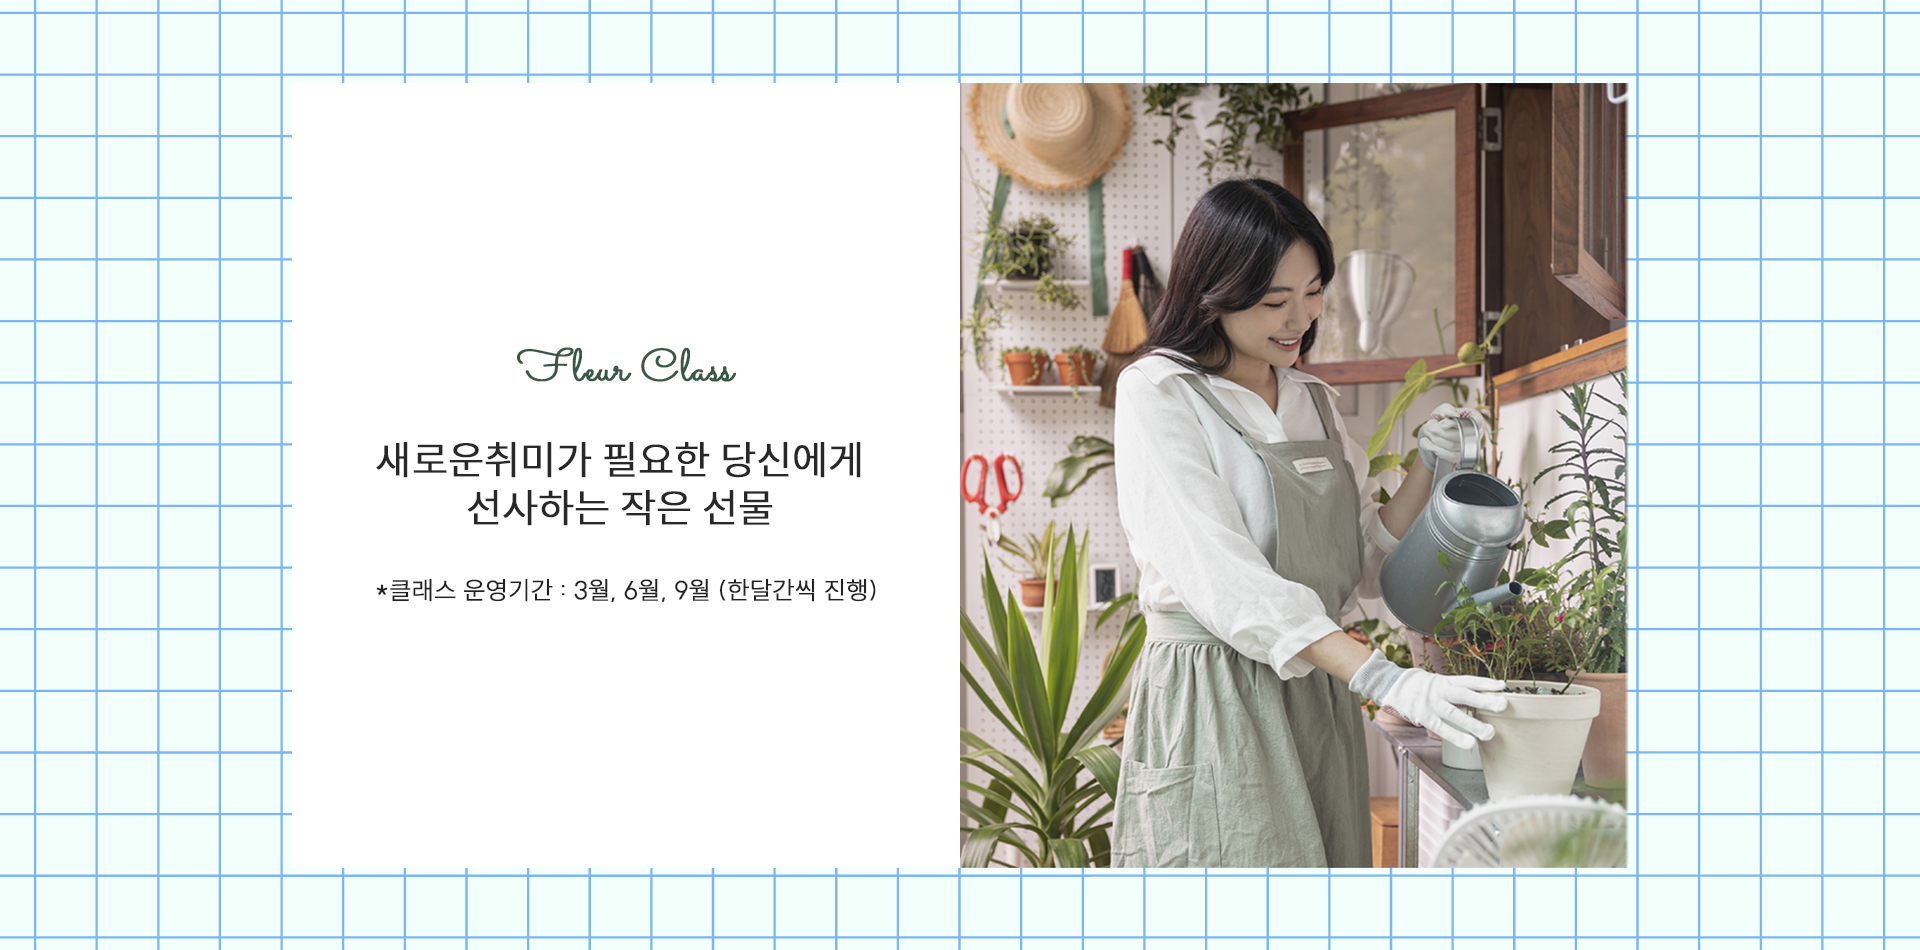 Fleur Class
새로운취미가 필요한 당신에게
선사하는 작은 선물
*클래스 운영기간 : 3월, 6월, 9월 (한달간씩 진행)